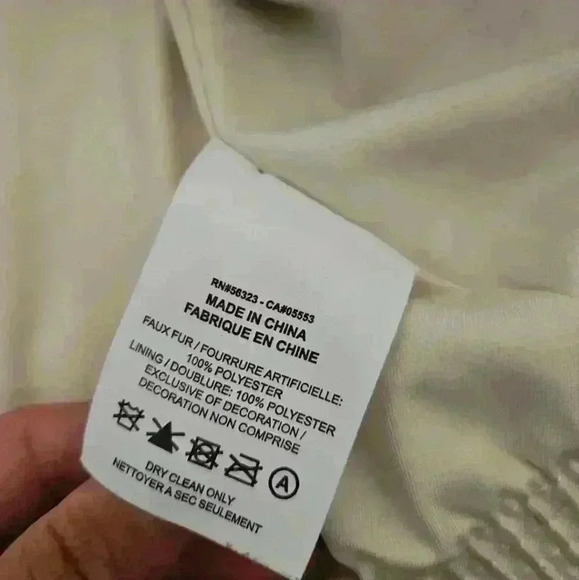 RN#56323 - CA#05553
MADE IN CHINA
FABRIQUE EN CHINE
FAUX FUR / FOURRURE ARTIFICIELLE:
100% POLYESTER
LINING / DOUBLURE: 100% POLYESTER
EXCLUSIVE OF DECORATION /
DECORATION NON COMPRISE
A
DRY CLEAN ONLY
NETTOYER A SEC SEULEMENT